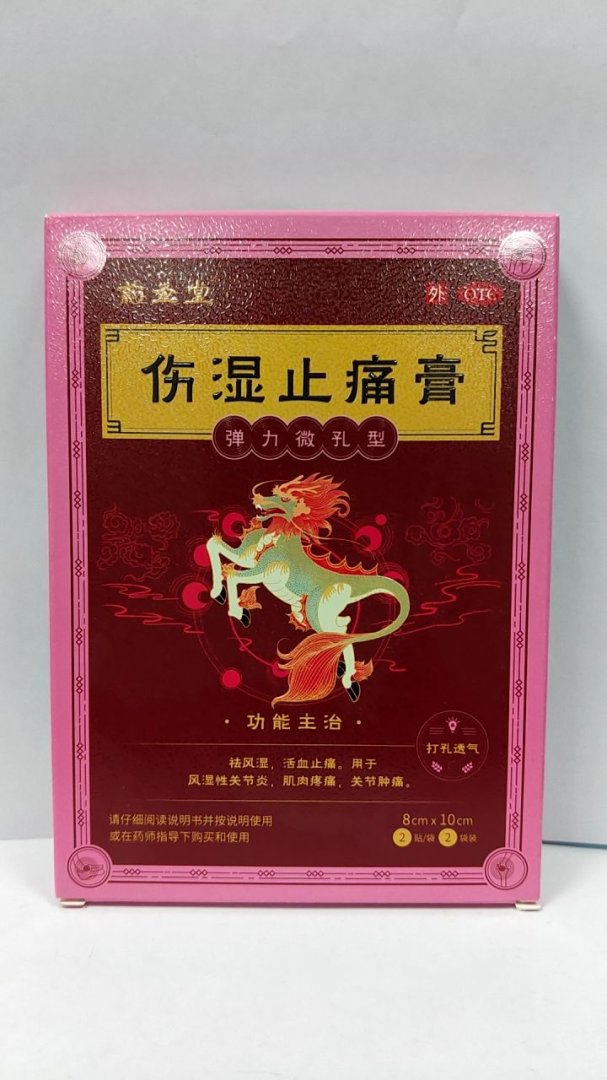 药圣堂
外 OTC
伤湿止痛膏
弹力微孔型
·功能主治·
祛风湿，活血止痛。用于
风湿性关节炎，肌肉疼痛，关节肿痛。
打孔透气
请仔细阅读说明书并按说明使用
或在药师指导下购买和使用
8cm x 10cm
2贴/袋 2袋装